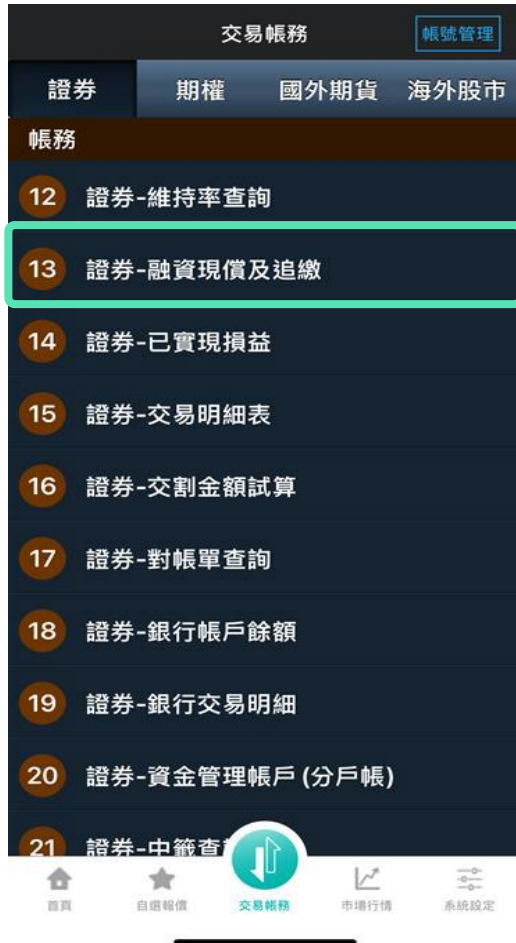 交易帳務
帳號管理
證券 期權 國外期貨 海外股市
帳務
12 證券-維持率查詢
13 證券-融資現償及追繳
14 證券-已實現損益
15 證券-交易明細表
16 證券-交割金額試算
17 證券-對帳單查詢
18 證券-銀行帳戶餘額
19 證券-銀行交易明細
20 證券-資金管理帳戶(分戶帳)
21 證券-中籤查
首頁 自選報價 交易帳務 市場行情 系統設定